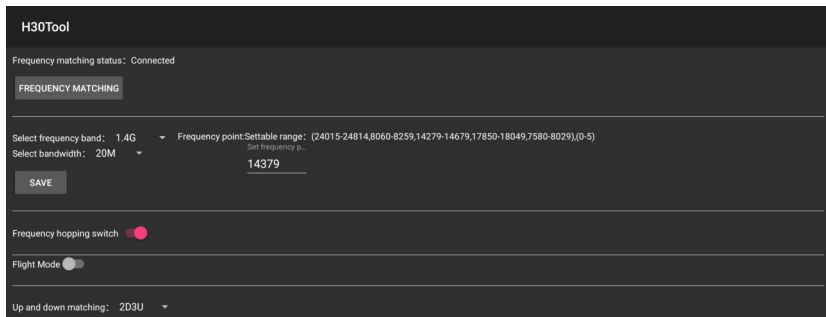 H30Tool
Frequency matching status: Connected
FREQUENCY MATCHING
Select frequency band: 1.4G
Frequency point:Settable range: (24015-24814,8060-8259,14279-14679,17850-18049,7580-8029),(0-5)
Select bandwidth: 20M
Set frequency p...
14379
SAVE
Frequency hopping switch
Flight Mode
Up and down matching: 2D3U